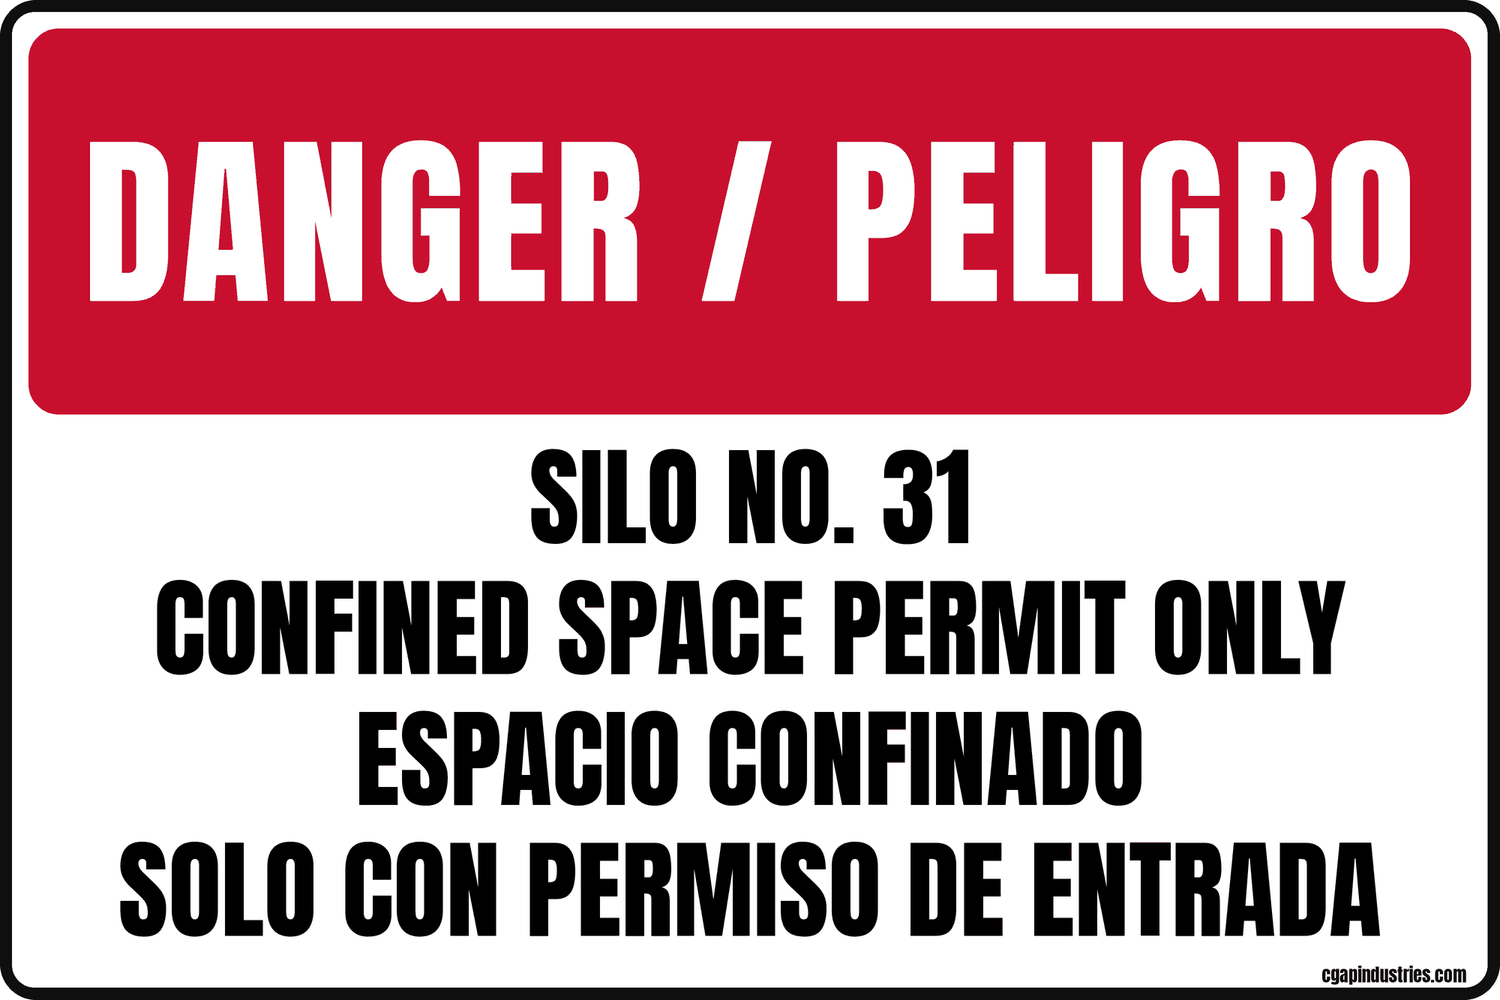 DANGER / PELIGRO
SILO NO. 31
CONFINED SPACE PERMIT ONLY
ESPACIO CONFINADO
SOLO CON PERMISO DE ENTRADA
cgapindustries.com